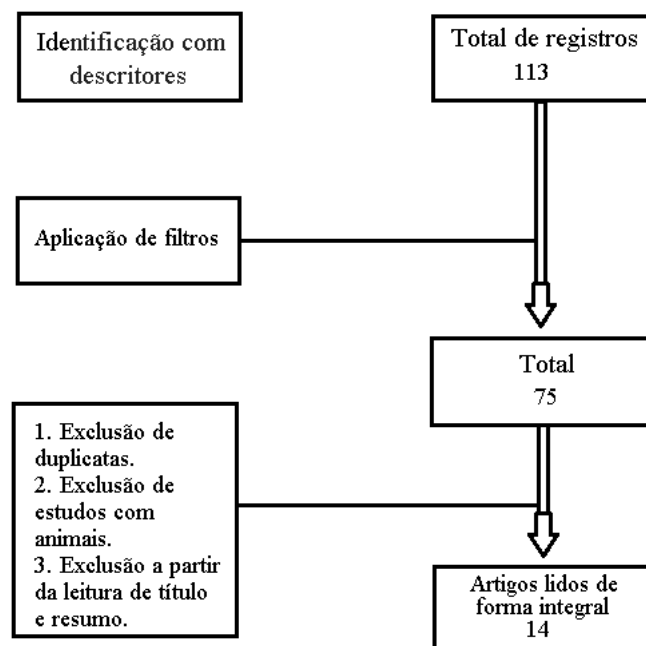 Identificação com
descritores
Total de registros
113
Aplicação de filtros
Total
75
1. Exclusão de
duplicatas.
2. Exclusão de
estudos com
animais.
3. Exclusão a partir
da leitura de título
e resumo.
Artigos lidos de
forma integral
14